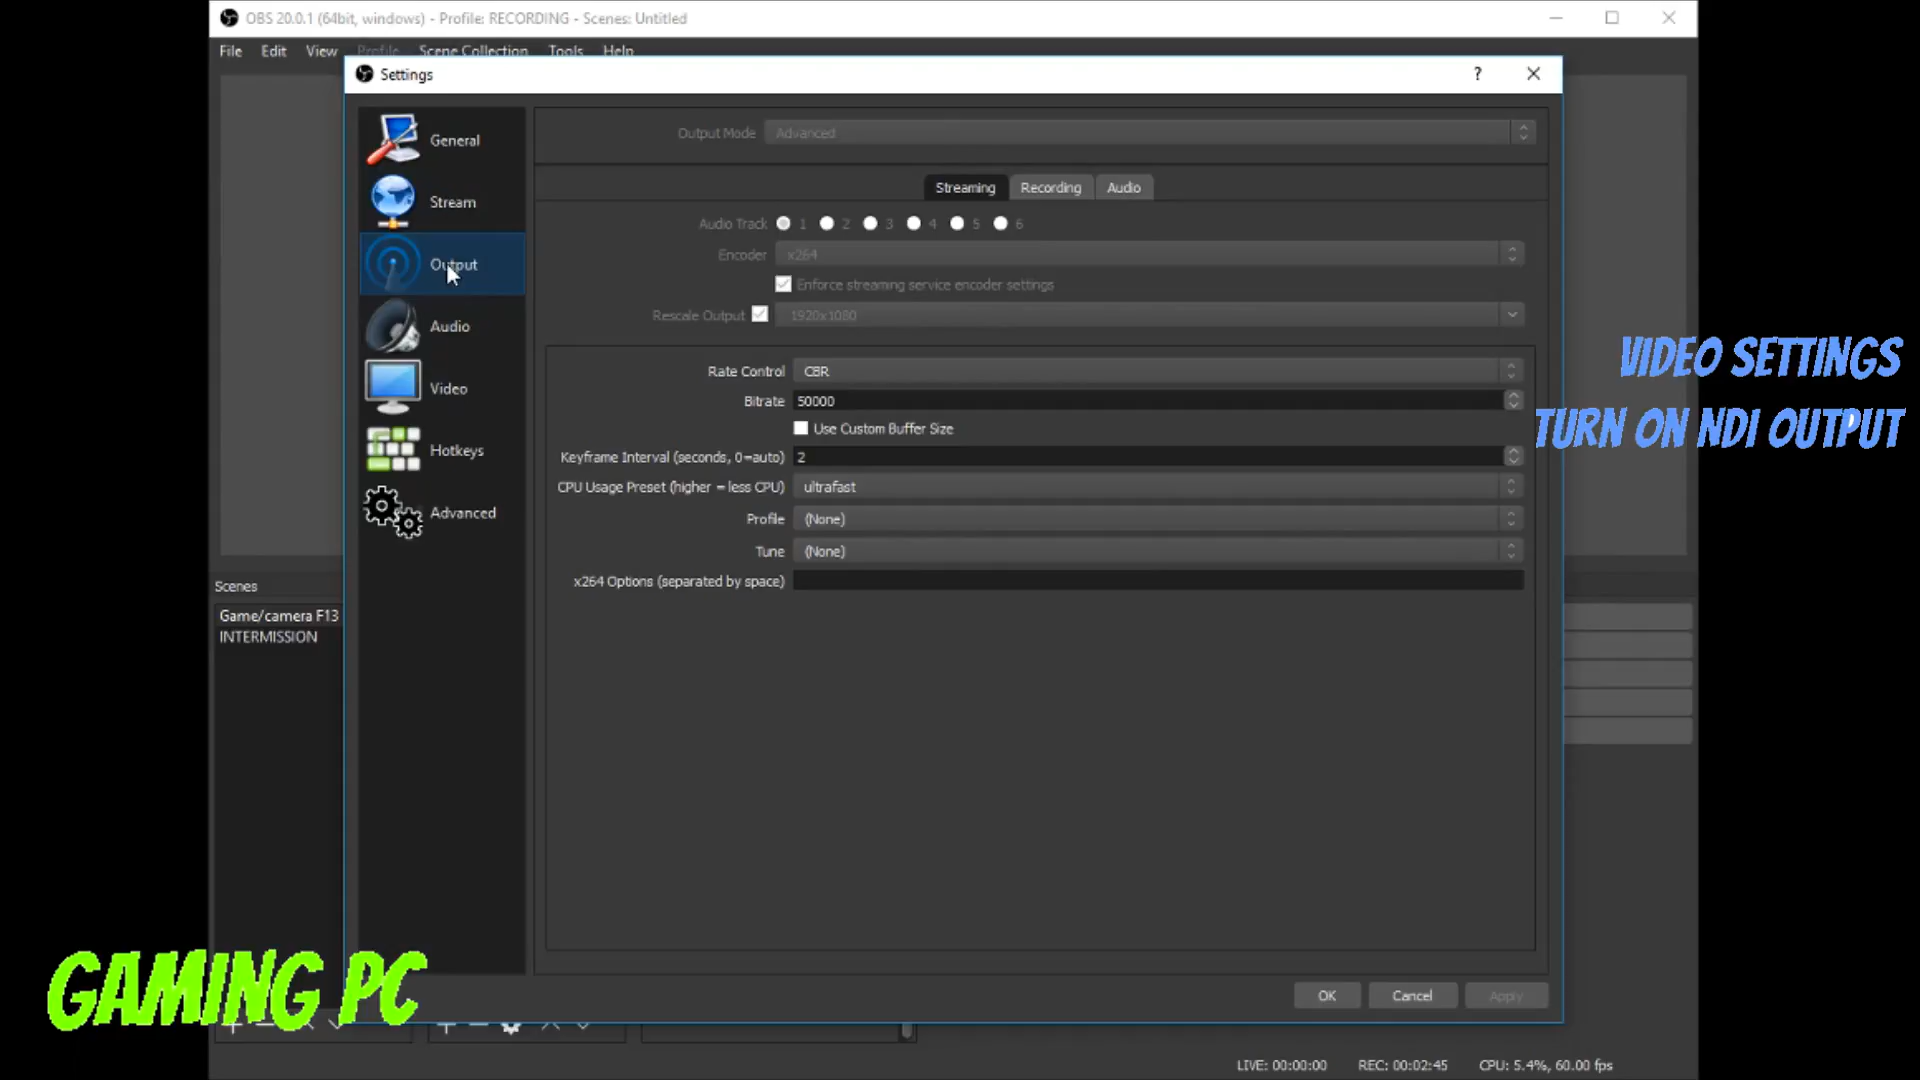 OBS 20.0.1 (64bit, windows) - Profile: RECORDING - Scenes: Untitled
File Edit View Profile Scene Collection Tools Help
Settings
?
General
Stream
Output
Audio
Video
Hotkeys
Advanced
Output Mode Advanced
Streaming Recording Audio
Audio Track 1 2 3 4 5 6
Encoder x264
Enforce streaming service encoder settings
Rescale Output 1920x1080
Rate Control CBR
Bitrate 50000
Use Custom Buffer Size
Keyframe Interval (seconds, 0=auto) 2
CPU Usage Preset (higher = less CPU) ultrafast
Profile (None)
Tune (None)
x264 Options (separated by space)
VIDEO SETTINGS
TURN ON NDI OUTPUT
Scenes
Game/camera F13
INTERMISSION
GAMING PC
OK Cancel Apply
LIVE: 00:00:00 REC: 00:02:45 CPU: 5.4%, 60.00 fps